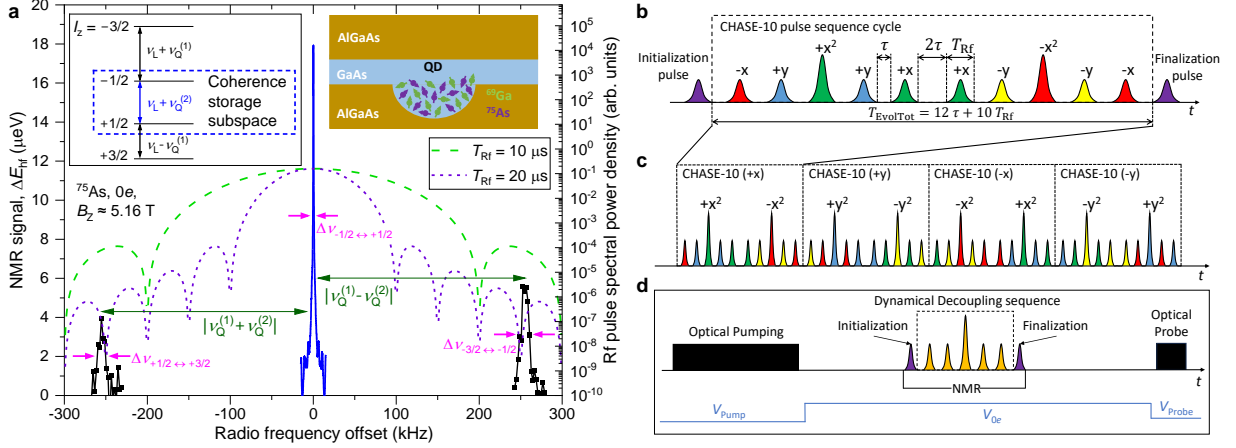 a
NMR signal, ΔE_hf (μeV)
20
18
16
14
12
10
8
6
4
2
0
-300
-200
-100
0
100
200
300
Radio frequency offset (kHz)
Rf pulse spectral power density (arb. units)
10^5
10^4
10^3
10^2
10^1
10^0
10^-1
10^-2
10^-3
10^-4
10^-5
10^-6
10^-7
10^-8
10^-9
10^-10
I_Z = −3/2
ν_L + ν_Q^(1)
−1/2
ν_L + ν_Q^(2)
+1/2
ν_L − ν_Q^(1)
+3/2
Coherence
storage
subspace
AlGaAs
GaAs
QD
69Ga
75As
AlGaAs
T_Rf = 10 μs
T_Rf = 20 μs
^75As, 0e,
B_Z ≈ 5.16 T
Δν_-1/2↔+1/2
|ν_Q^(1) + ν_Q^(2)|
|ν_Q^(1) − ν_Q^(2)|
Δν_+1/2↔+3/2
Δν_-3/2↔-1/2
b
CHASE-10 pulse sequence cycle
Initialization
pulse
-x
+y
+x²
+y
τ
+x
2τ
T_Rf
+x
-y
-x²
-y
-x
Finalization
pulse
T_EvolTot = 12 τ + 10 T_Rf
t
c
CHASE-10 (+x)
CHASE-10 (+y)
CHASE-10 (-x)
CHASE-10 (-y)
+x²
-x²
+y²
-y²
-x²
+x²
-y²
+y²
t
d
Dynamical Decoupling sequence
Optical Pumping
Initialization
Finalization
Optical
Probe
NMR
t
V_Pump
V_0e
V_Probe